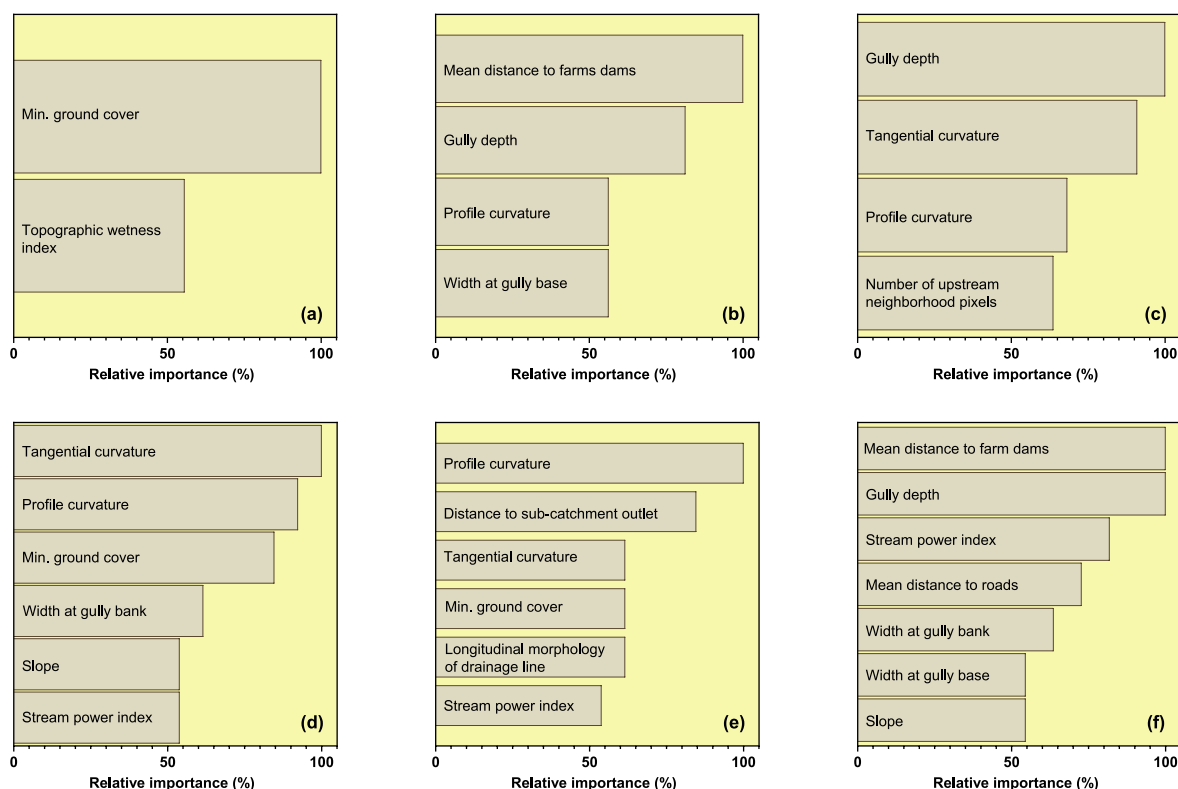 Min. ground cover
Topographic wetness
index
(a)
0 50 100
Relative importance (%)
Mean distance to farms dams
Gully depth
Profile curvature
Width at gully base
(b)
0 50 100
Relative importance (%)
Gully depth
Tangential curvature
Profile curvature
Number of upstream
neighborhood pixels
(c)
0 50 100
Relative importance (%)
Tangential curvature
Profile curvature
Min. ground cover
Width at gully bank
Slope
Stream power index
(d)
0 50 100
Relative importance (%)
Profile curvature
Distance to sub-catchment outlet
Tangential curvature
Min. ground cover
Longitudinal morphology
of drainage line
Stream power index
(e)
0 50 100
Relative importance (%)
Mean distance to farm dams
Gully depth
Stream power index
Mean distance to roads
Width at gully bank
Width at gully base
Slope
(f)
0 50 100
Relative importance (%)